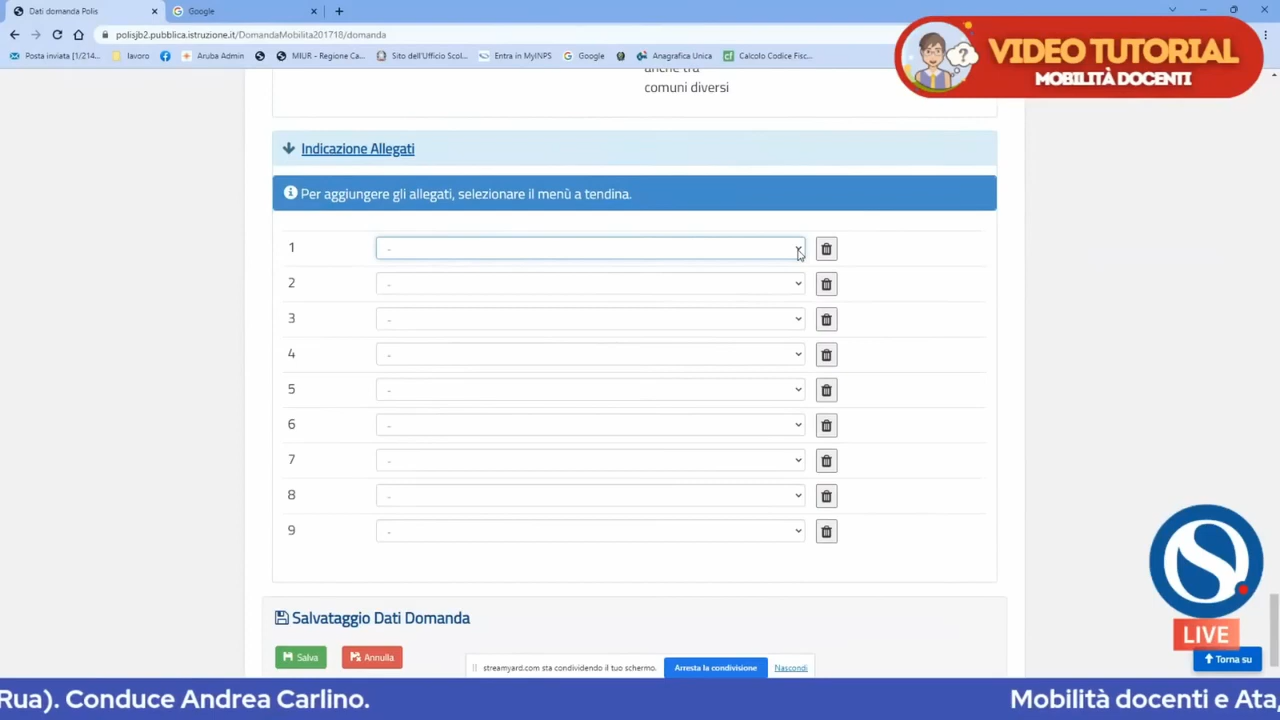 Dati domanda Polis
Google
polisjb2.pubblica.istruzione.it/DomandaMobilita201718/domanda
Posta inviata [1/214...
lavoro
Aruba Admin
MIUR - Regione Ca...
Sito dell'Ufficio Scol...
Entra in MyINPS
Google
Anagrafica Unica
Calcolo Codice Fisc...
VIDEO TUTORIAL
MOBILITÀ DOCENTI
anche tra
comuni diversi
Indicazione Allegati
Per aggiungere gli allegati, selezionare il menù a tendina.
1 -
2 -
3 -
4 -
5 -
6 -
7 -
8 -
9 -
Salvataggio Dati Domanda
Salva
Annulla
streamyard.com sta condividendo il tuo schermo.
Arresta la condivisione
Nascondi
LIVE
Torna su
Rua). Conduce Andrea Carlino.
Mobilità docenti e Ata,